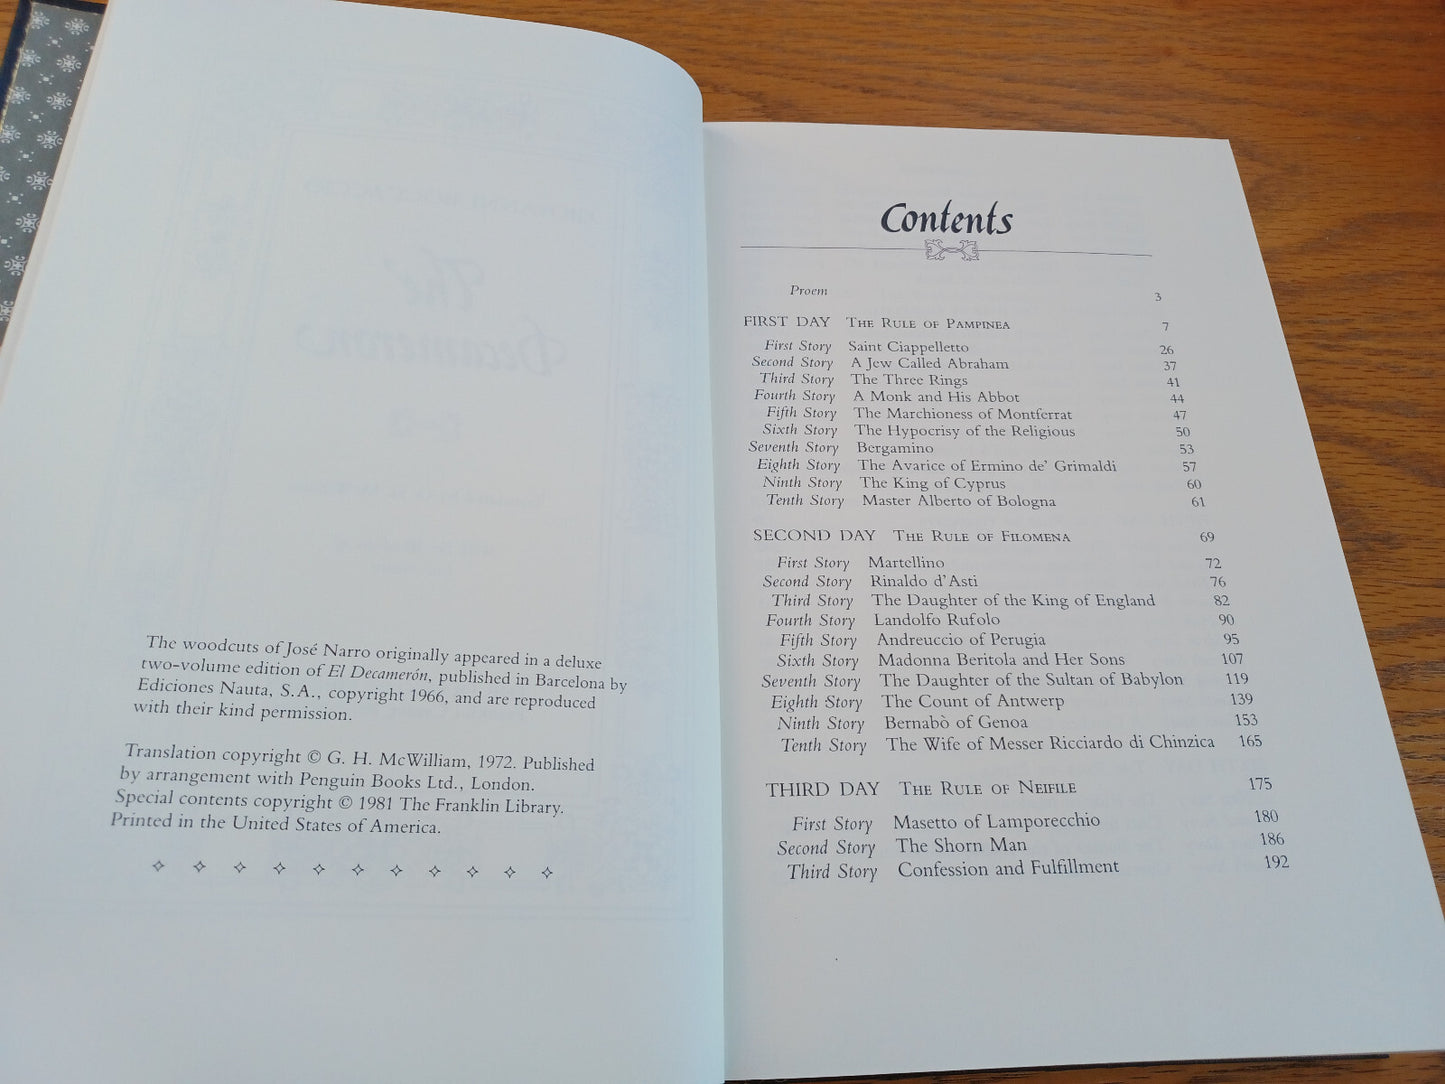 The woodcuts of José Narro originally appeared in a deluxe
two-volume edition of El Decamerón, published in Barcelona by
Ediciones Nauta, S.A., copyright 1966, and are reproduced
with their kind permission.
Translation copyright © G. H. McWilliam, 1972. Published
by arrangement with Penguin Books Ltd., London.
Special contents copyright © 1981 The Franklin Library.
Printed in the United States of America.
Contents
Proem 3
FIRST DAY The Rule of Pampinea 7
First Story Saint Ciappelletto 26
Second Story A Jew Called Abraham 37
Third Story The Three Rings 41
Fourth Story A Monk and His Abbot 44
Fifth Story The Marchioness of Montferrat 47
Sixth Story The Hypocrisy of the Religious 50
Seventh Story Bergamino 53
Eighth Story The Avarice of Ermino de' Grimaldi 57
Ninth Story The King of Cyprus 60
Tenth Story Master Alberto of Bologna 61
SECOND DAY The Rule of Filomena 69
First Story Martellino 72
Second Story Rinaldo d'Asti 76
Third Story The Daughter of the King of England 82
Fourth Story Landolfo Rufolo 90
Fifth Story Andreuccio of Perugia 95
Sixth Story Madonna Beritola and Her Sons 107
Seventh Story The Daughter of the Sultan of Babylon 119
Eighth Story The Count of Antwerp 139
Ninth Story Bernabò of Genoa 153
Tenth Story The Wife of Messer Ricciardo di Chinzica 165
THIRD DAY The Rule of Neifile 175
First Story Masetto of Lamporecchio 180
Second Story The Shorn Man 186
Third Story Confession and Fulfillment 192